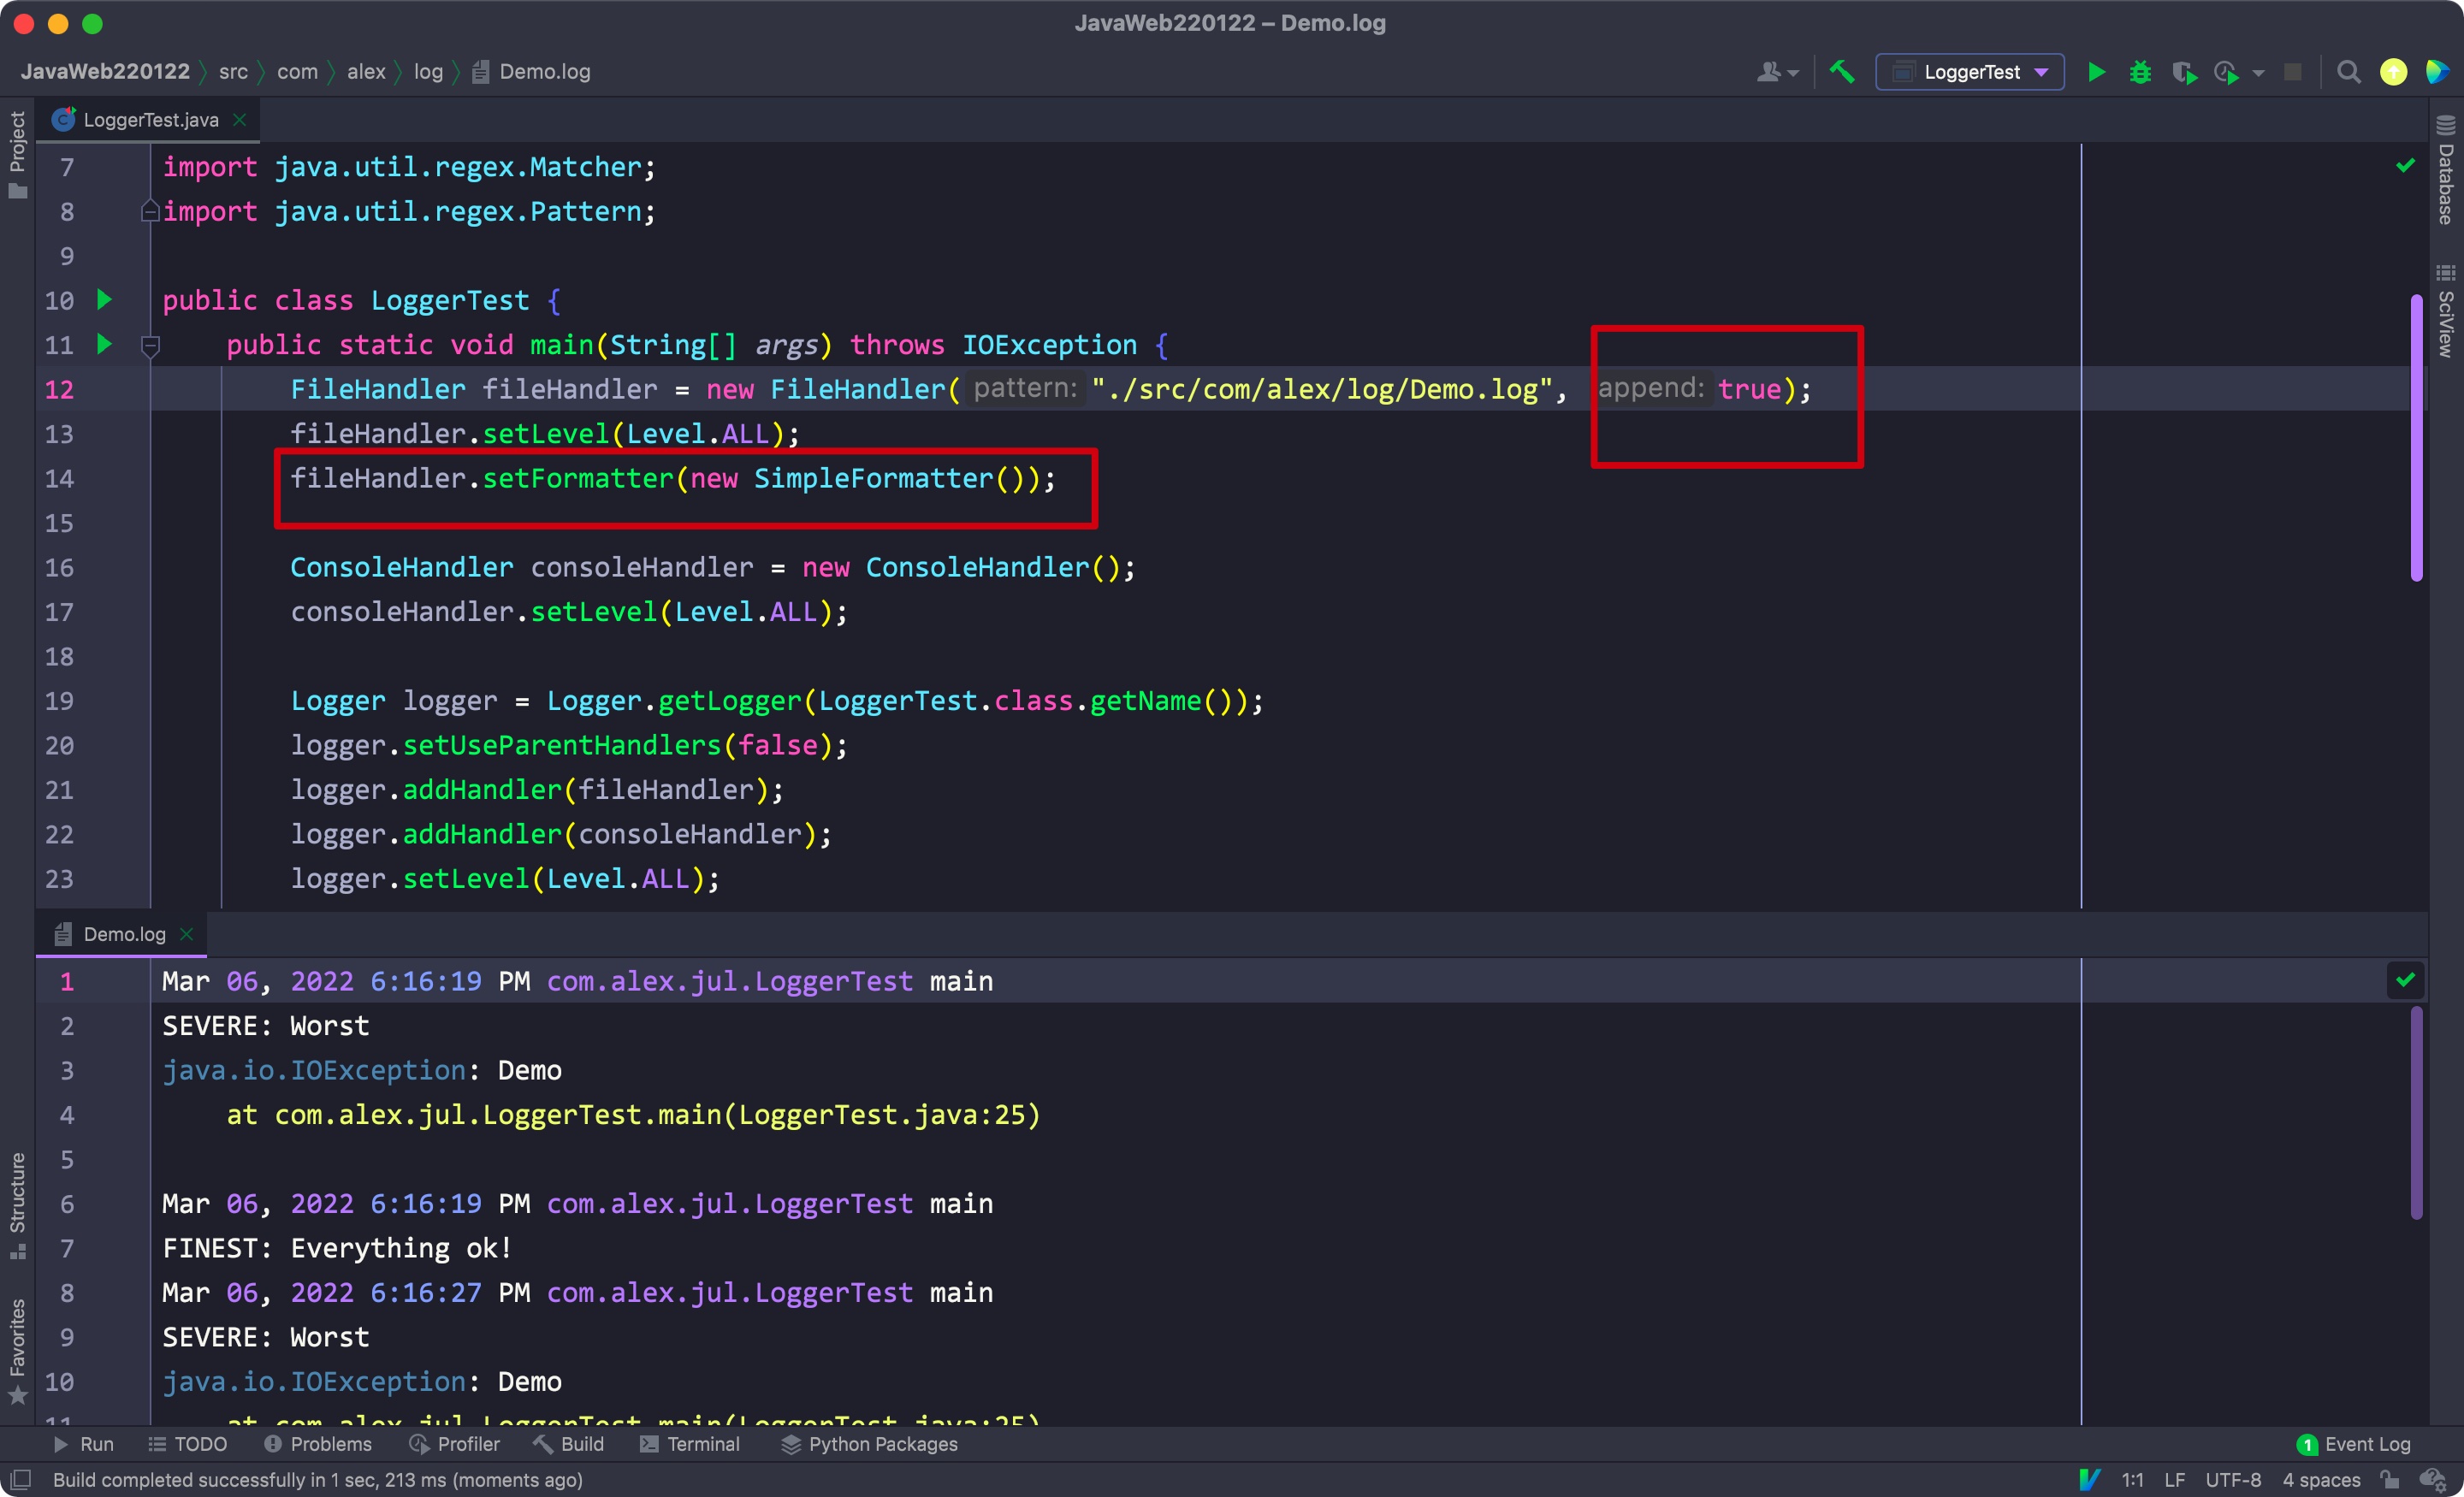 JavaWeb220122 – Demo.log
JavaWeb220122 src com alex log Demo.log
LoggerTest
Project
LoggerTest.java
7 import java.util.regex.Matcher;
8 import java.util.regex.Pattern;
9
10 public class LoggerTest {
11 public static void main(String[] args) throws IOException {
12 FileHandler fileHandler = new FileHandler( pattern: "./src/com/alex/log/Demo.log", append: true);
13 fileHandler.setLevel(Level.ALL);
14 fileHandler.setFormatter(new SimpleFormatter());
15
16 ConsoleHandler consoleHandler = new ConsoleHandler();
17 consoleHandler.setLevel(Level.ALL);
18
19 Logger logger = Logger.getLogger(LoggerTest.class.getName());
20 logger.setUseParentHandlers(false);
21 logger.addHandler(fileHandler);
22 logger.addHandler(consoleHandler);
23 logger.setLevel(Level.ALL);
Database
SciView
Demo.log
1 Mar 06, 2022 6:16:19 PM com.alex.jul.LoggerTest main
2 SEVERE: Worst
3 java.io.IOException: Demo
4 at com.alex.jul.LoggerTest.main(LoggerTest.java:25)
5
6 Mar 06, 2022 6:16:19 PM com.alex.jul.LoggerTest main
7 FINEST: Everything ok!
8 Mar 06, 2022 6:16:27 PM com.alex.jul.LoggerTest main
9 SEVERE: Worst
10 java.io.IOException: Demo
11 at com.alex.jul.LoggerTest.main(LoggerTest.java:25)
Structure
Favorites
Run TODO Problems Profiler Build Terminal Python Packages 1 Event Log
Build completed successfully in 1 sec, 213 ms (moments ago) 1:1 LF UTF-8 4 spaces